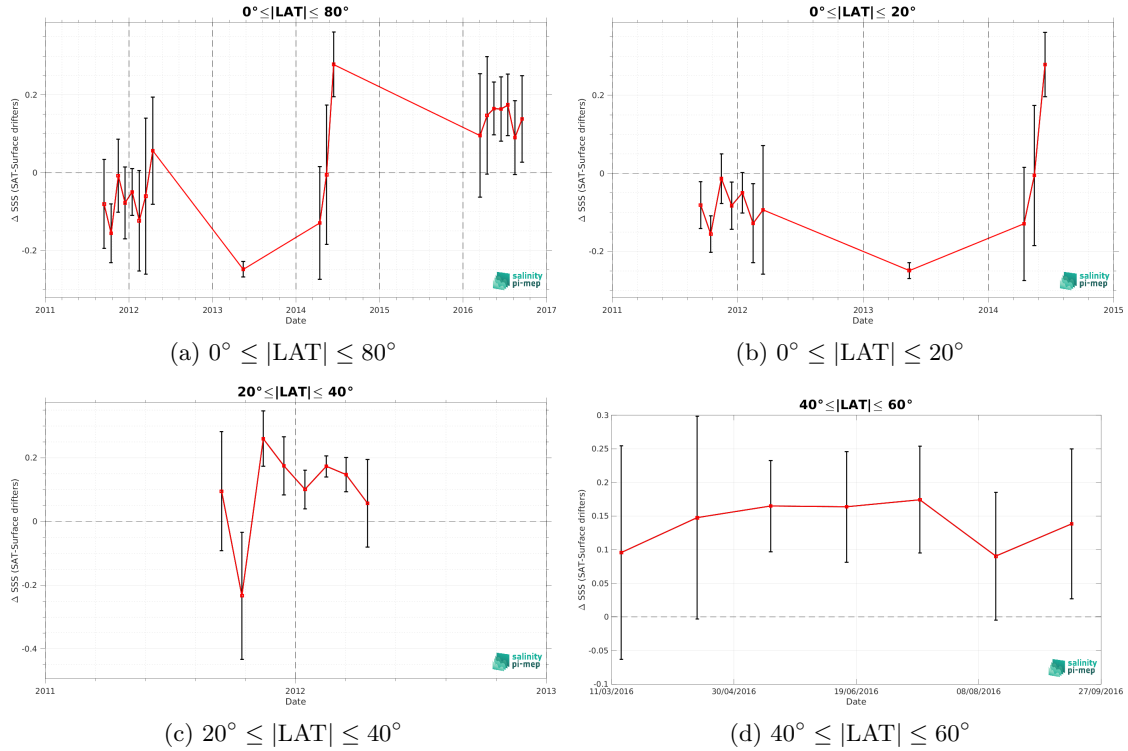 0°≤|LAT|≤ 80°
Δ SSS (SAT-Surface drifters)
0.2
0
-0.2
2011 2012 2013 2014 2015 2016 2017
Date
salinity
pi-mep
(a) 0° ≤ |LAT| ≤ 80°
0°≤|LAT|≤ 20°
Δ SSS (SAT-Surface drifters)
0.2
0
-0.2
2011 2012 2013 2014 2015
Date
salinity
pi-mep
(b) 0° ≤ |LAT| ≤ 20°
20°≤|LAT|≤ 40°
Δ SSS (SAT-Surface drifters)
0.2
0
-0.2
-0.4
2011 2012 2013
Date
salinity
pi-mep
(c) 20° ≤ |LAT| ≤ 40°
40°≤|LAT|≤ 60°
Δ SSS (SAT-Surface drifters)
0.3
0.25
0.2
0.15
0.1
0.05
0
-0.05
-0.1
11/03/2016 30/04/2016 19/06/2016 08/08/2016 27/09/2016
Date
salinity
pi-mep
(d) 40° ≤ |LAT| ≤ 60°